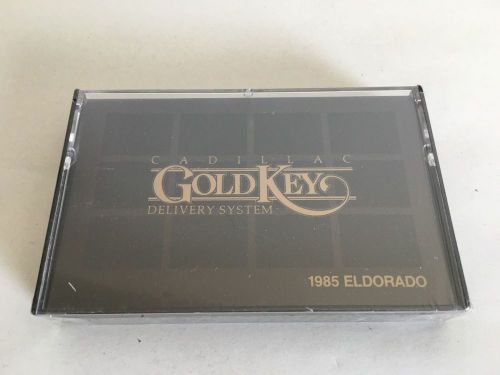 CADILLAC
GOLDKEY
DELIVERY SYSTEM
1985 ELDORADO